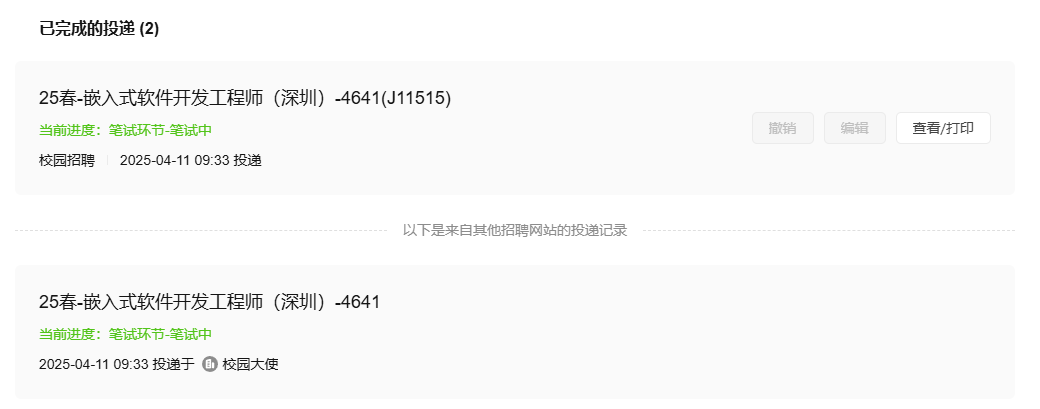 已完成的投递 (2)
25春-嵌入式软件开发工程师（深圳）-4641(J11515)
当前进度：笔试环节-笔试中
撤销 编辑 查看/打印
校园招聘 2025-04-11 09:33 投递
以下是来自其他招聘网站的投递记录
25春-嵌入式软件开发工程师（深圳）-4641
当前进度：笔试环节-笔试中
2025-04-11 09:33 投递于 校园大使